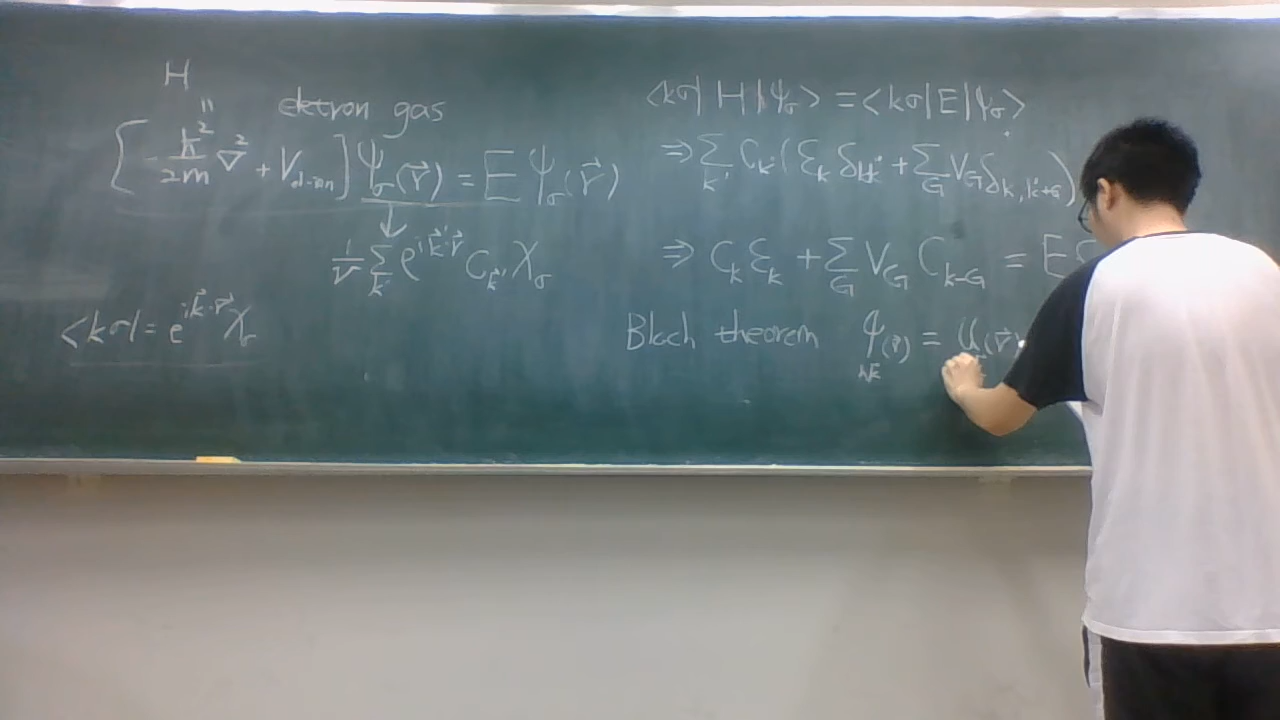 H
"
eletron gas
[-ħ²/2m ∇² + V_el-ion] ψ_σ(r⃗) = E ψ_σ(r⃗)
↓
1/V Σ_k' e^{ik⃗'·r⃗} C_k⃗' χ_σ
<kσ| = e^{ik⃗·r⃗} χ_σ
<kσ|H|ψ_σ> = <kσ|E|ψ_σ>
⇒ Σ_k' C_k' (ε_k δ_kk' + Σ_G V_G δ_k,k'+G)
⇒ C_k ε_k + Σ_G V_G C_k-G = E C
Bloch theorem ψ_nk⃗(r⃗) = u (r⃗)